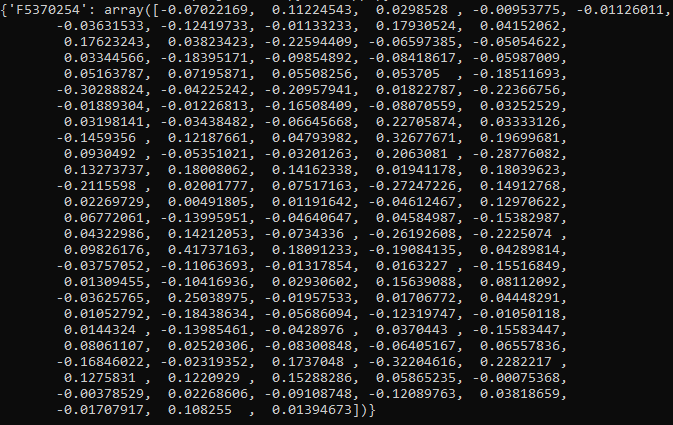 {'F5370254': array([-0.07022169, 0.11224543, 0.0298528 , -0.00953775, -0.01126011,
-0.03631533, -0.12419733, -0.01133233, 0.17930524, 0.04152062,
0.17623243, 0.03823423, -0.22594409, -0.06597385, -0.05054622,
0.03344566, -0.18395171, -0.09854892, -0.08418617, -0.05987009,
0.05163787, 0.07195871, 0.05508256, 0.053705 , -0.18511693,
-0.30288824, -0.04225242, -0.20957941, 0.01822787, -0.22366756,
-0.01889304, -0.01226813, -0.16508409, -0.08070559, 0.03252529,
0.03198141, -0.03438482, -0.06645668, 0.22705874, 0.03333126,
-0.1459356 , 0.12187661, 0.04793982, 0.32677671, 0.19699681,
0.0930492 , -0.05351021, -0.03201263, 0.2063081 , -0.28776082,
0.13273737, 0.18008062, 0.14162338, 0.01941178, 0.18039623,
-0.2115598 , 0.02001777, 0.07517163, -0.27247226, 0.14912768,
0.02269729, 0.00491805, 0.01191642, -0.04612467, 0.12970622,
0.06772061, -0.13995951, -0.04640647, 0.04584987, -0.15382987,
0.04322986, 0.14212053, -0.0734336 , -0.26192608, -0.2225074 ,
0.09826176, 0.41737163, 0.18091233, -0.19084135, 0.04289814,
-0.03757052, -0.11063693, -0.01317854, 0.0163227 , -0.15516849,
0.01309455, -0.10416936, 0.02930602, 0.15639088, 0.08112092,
-0.03625765, 0.25038975, -0.01957533, 0.01706772, 0.04448291,
0.01052792, -0.18438634, -0.05686094, -0.12319747, -0.01050118,
0.0144324 , -0.13985461, -0.0428976 , 0.0370443 , -0.15583447,
0.08061107, 0.02520306, -0.08300848, -0.06405167, 0.06557836,
-0.16846022, -0.02319352, 0.1737048 , -0.32204616, 0.2282217 ,
0.1275831 , 0.1220929 , 0.15288286, 0.05865235, -0.00075368,
-0.00378529, 0.02268606, -0.09108748, -0.12089763, 0.03818659,
-0.01707917, 0.108255 , 0.01394673])}